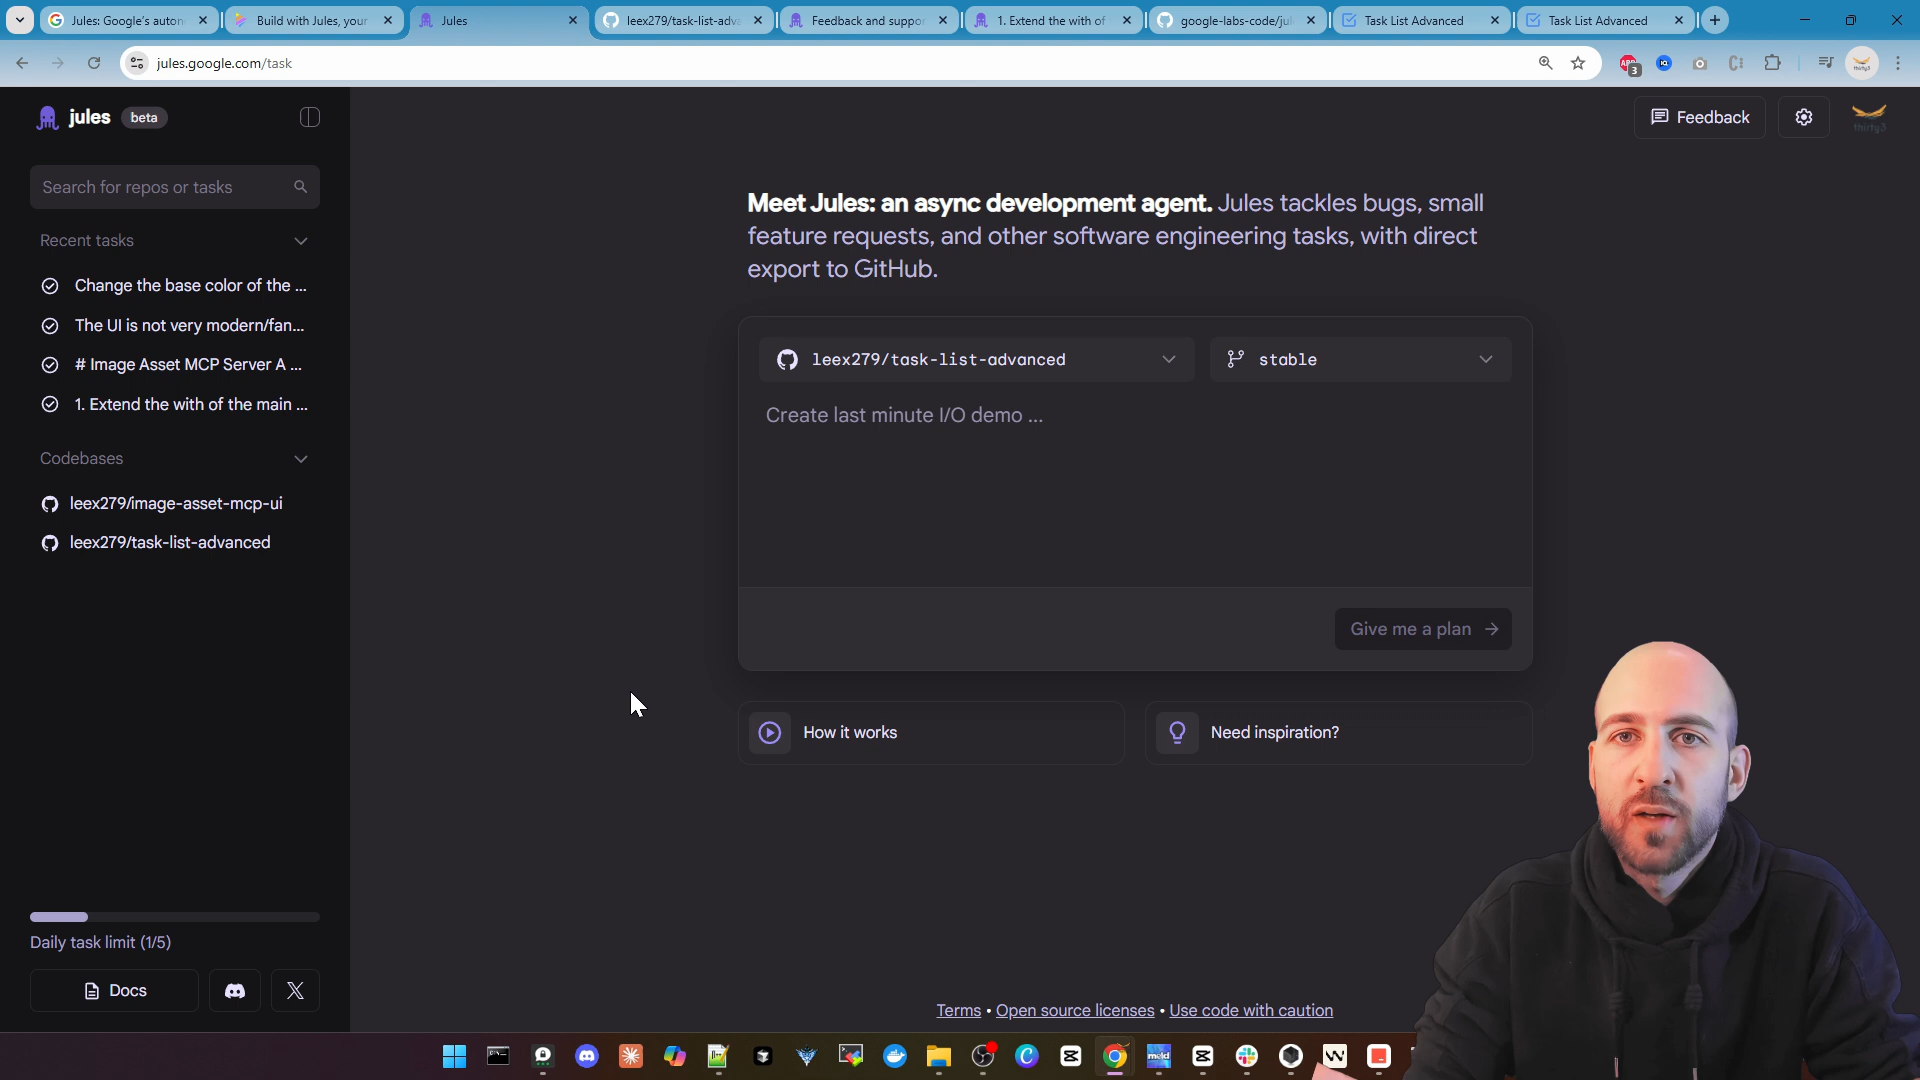 Jules: Google's auton
Build with Jules, your
Jules
leex279/task-list-adva
Feedback and suppor
1. Extend the with of
google-labs-code/jul
Task List Advanced
Task List Advanced
jules.google.com/task
3
jules
beta
Feedback
thirty3
Search for repos or tasks
Recent tasks
Change the base color of the ...
The UI is not very modern/fan...
# Image Asset MCP Server A ...
1. Extend the with of the main ...
Codebases
leex279/image-asset-mcp-ui
leex279/task-list-advanced
Meet Jules: an async development agent. Jules tackles bugs, small
feature requests, and other software engineering tasks, with direct
export to GitHub.
leex279/task-list-advanced
stable
Create last minute I/O demo ...
Give me a plan
How it works
Need inspiration?
Daily task limit (1/5)
Docs
Terms • Open source licenses • Use code with caution
meld